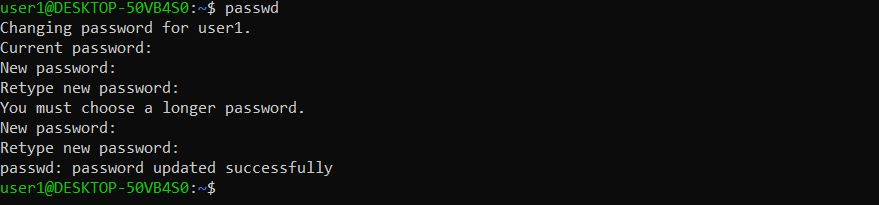 user1@DESKTOP-50VB4S0:~$ passwd
Changing password for user1.
Current password:
New password:
Retype new password:
You must choose a longer password.
New password:
Retype new password:
passwd: password updated successfully
user1@DESKTOP-50VB4S0:~$